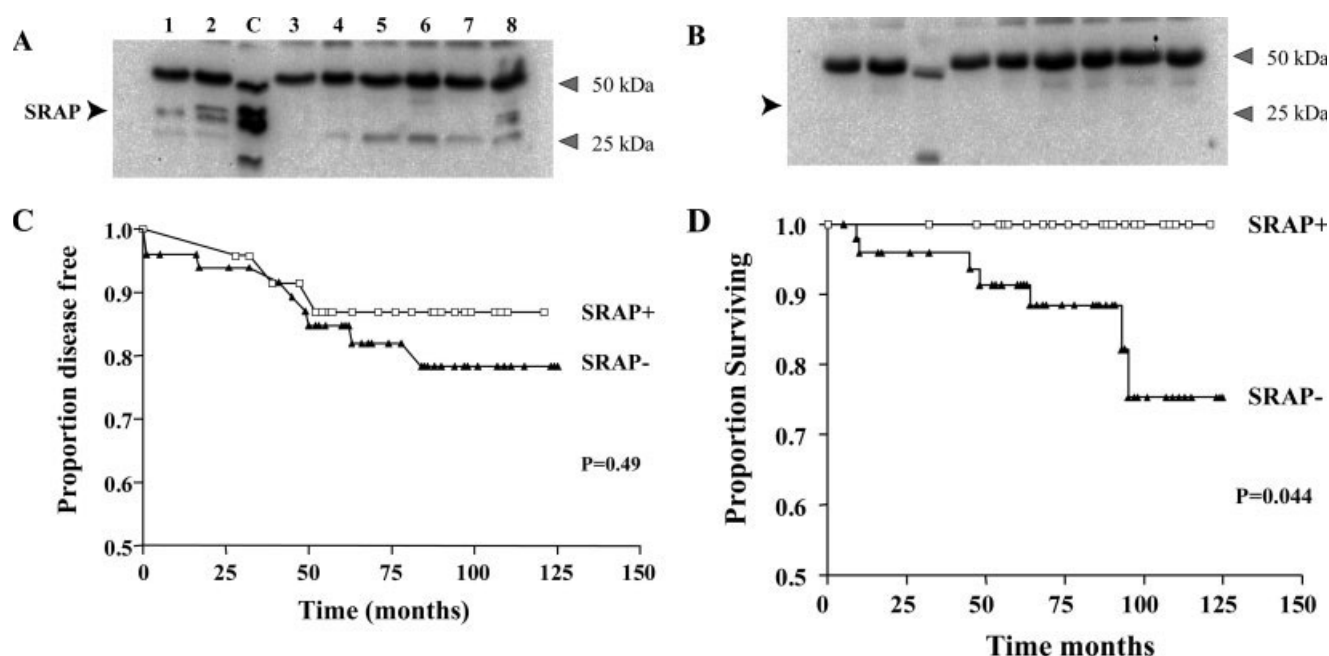 A
1 2 C 3 4 5 6 7 8
SRAP
50 kDa
25 kDa
B
50 kDa
25 kDa
C
Proportion disease free
1.0
0.9
0.8
0.7
0.6
0.5
SRAP+
SRAP-
P=0.49
0 25 50 75 100 125 150
Time (months)
D
Proportion Surviving
1.0
0.9
0.8
0.7
0.6
0.5
SRAP+
SRAP-
P=0.044
0 25 50 75 100 125 150
Time months